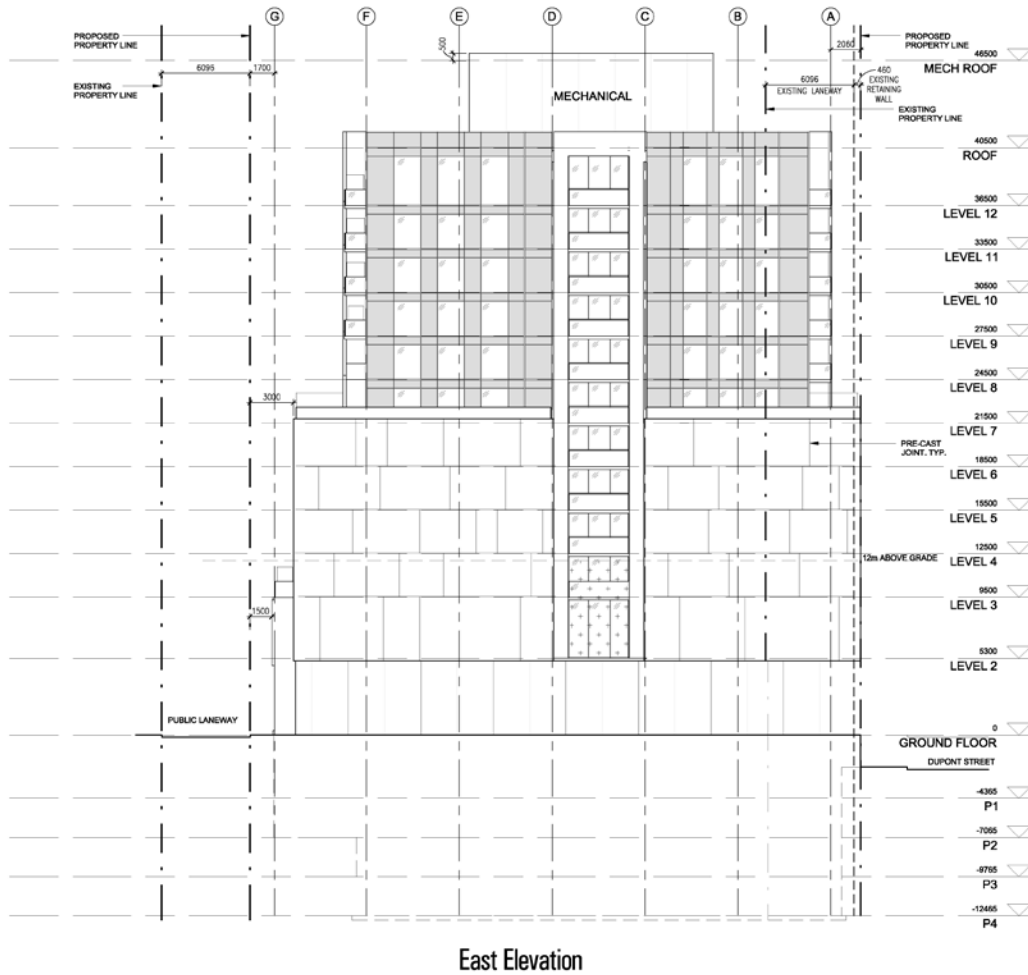 G F E D C B A
PROPOSED
PROPERTY LINE
6095 1700
EXISTING
PROPERTY LINE
500
MECHANICAL
2060
PROPOSED
PROPERTY LINE
6096
EXISTING LANEWAY
460
EXISTING
RETAINING
WALL
EXISTING
PROPERTY LINE
46500
MECH ROOF
40500
ROOF
36500
LEVEL 12
33500
LEVEL 11
30500
LEVEL 10
27500
LEVEL 9
24500
LEVEL 8
3000
21500
LEVEL 7
PRE-CAST
JOINT. TYP.
18500
LEVEL 6
15500
LEVEL 5
12500
LEVEL 4
12m ABOVE GRADE
9500
LEVEL 3
1500
5300
LEVEL 2
PUBLIC LANEWAY
0
GROUND FLOOR
DUPONT STREET
-4365
P1
-7065
P2
-9765
P3
-12465
P4
East Elevation